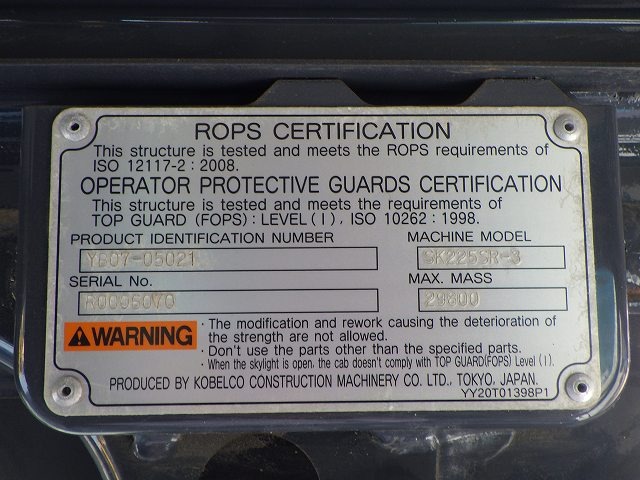 ROPS CERTIFICATION
This structure is tested and meets the ROPS requirements of
ISO 12117-2 : 2008.
OPERATOR PROTECTIVE GUARDS CERTIFICATION
This structure is tested and meets the requirements of
TOP GUARD (FOPS) : LEVEL ( I ), ISO 10262 : 1998.
PRODUCT IDENTIFICATION NUMBER
YB07-05021
MACHINE MODEL
SK225SR-3
SERIAL No.
MAX. MASS
29800
WARNING
· The modification and rework causing the deterioration of
the strength are not allowed.
· Don't use the parts other than the specified parts.
· When the skylight is open, the cab doesn't comply with TOP GUARD(FOPS) Level ( I ).
PRODUCED BY KOBELCO CONSTRUCTION MACHINERY CO. LTD., TOKYO, JAPAN.
YY20T01398P1